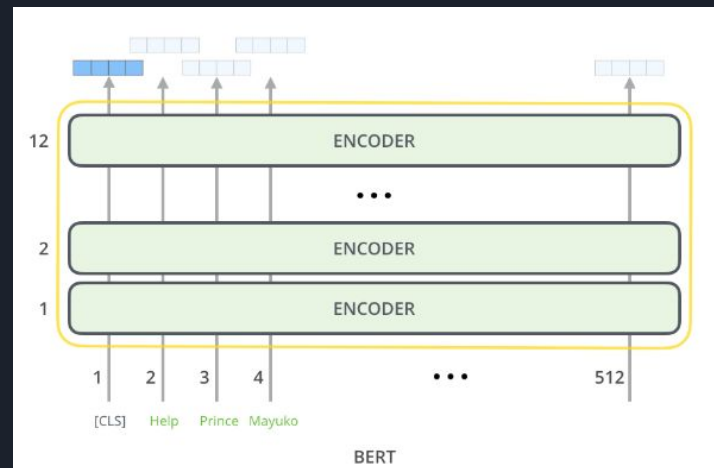 12 ENCODER
...
2 ENCODER
1 ENCODER
1 2 3 4 ... 512
[CLS] Help Prince Mayuko
BERT